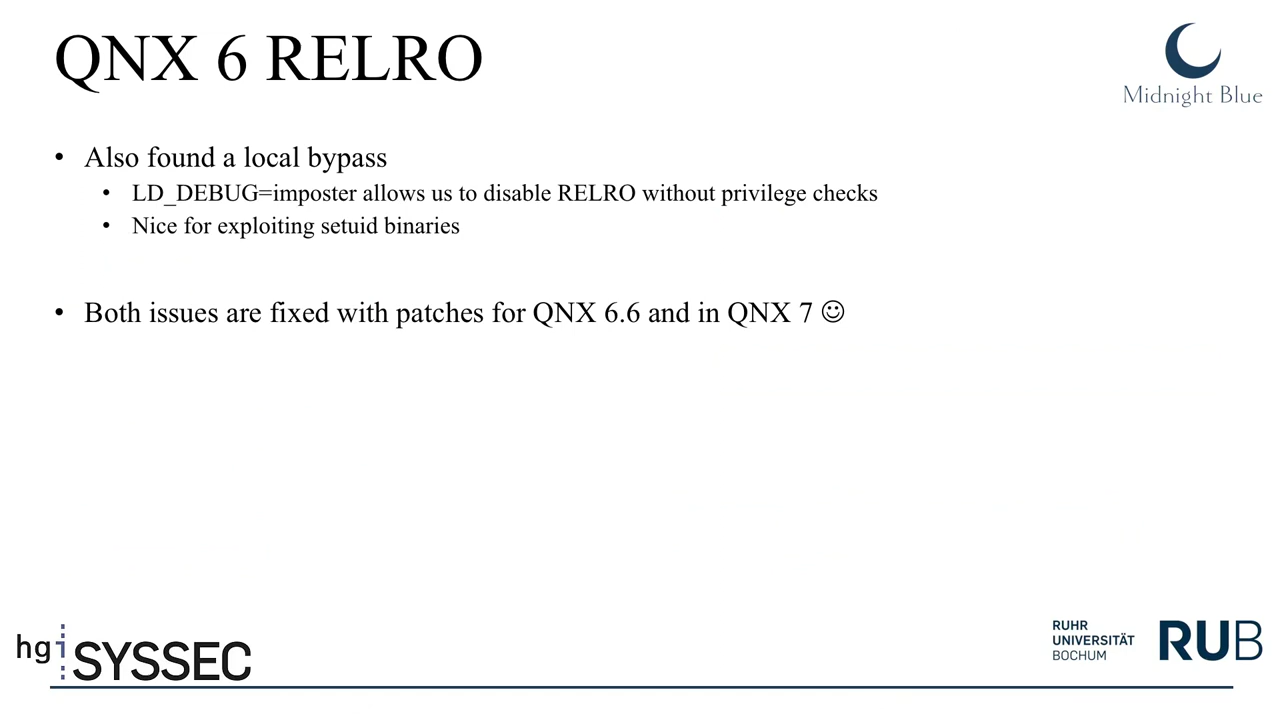 QNX 6 RELRO
Midnight Blue
• Also found a local bypass
• LD_DEBUG=imposter allows us to disable RELRO without privilege checks
• Nice for exploiting setuid binaries
• Both issues are fixed with patches for QNX 6.6 and in QNX 7 ☺
hgi SYSSEC
RUHR
UNIVERSITÄT
BOCHUM
RUB